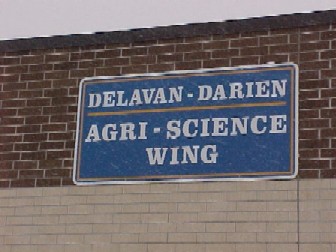 DELAVAN - DARIEN
AGRI - SCIENCE
WING